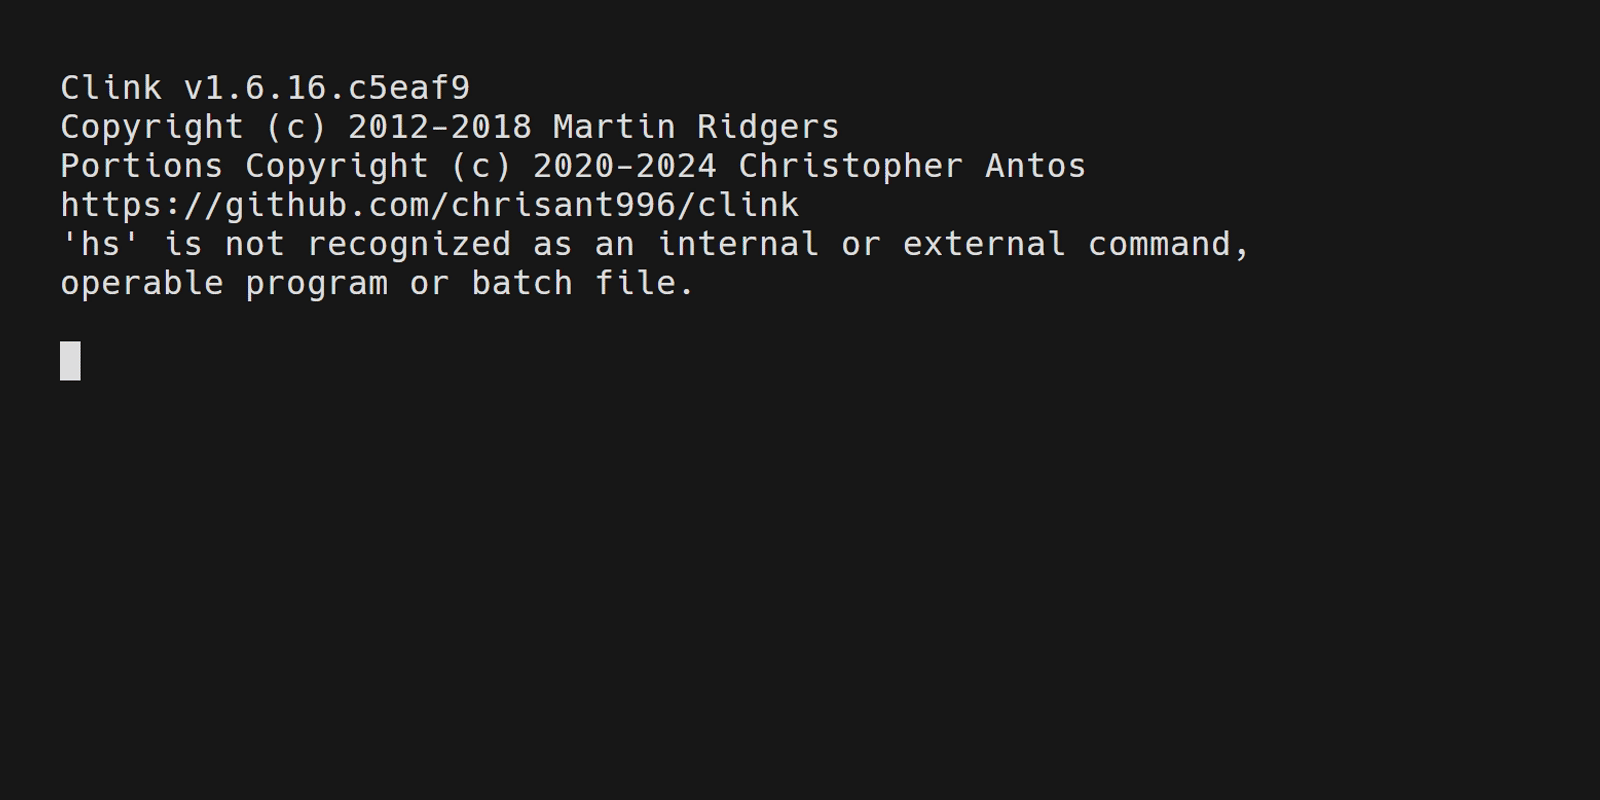 Clink v1.6.16.c5eaf9
Copyright (c) 2012-2018 Martin Ridgers
Portions Copyright (c) 2020-2024 Christopher Antos
https://github.com/chrisant996/clink
'hs' is not recognized as an internal or external command,
operable program or batch file.